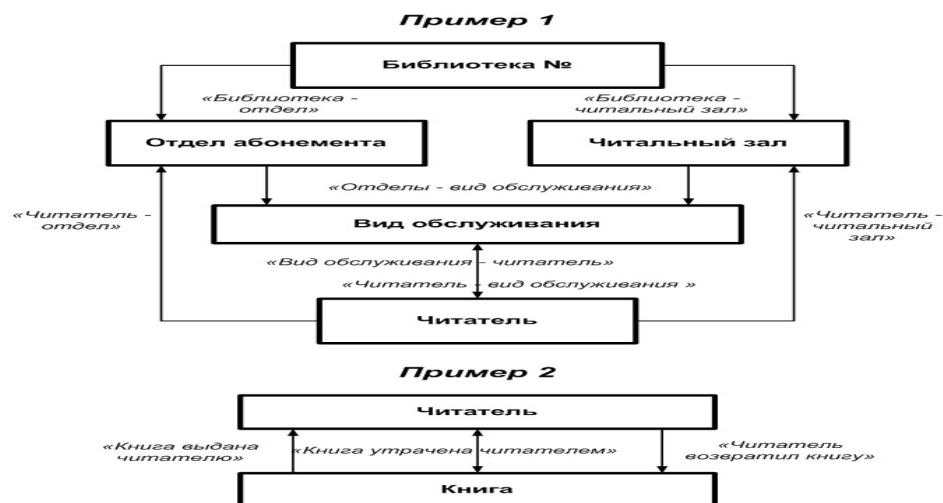 Пример 1
Библиотека №
«Библиотека -
отдел»
«Библиотека -
читальный зал»
Отдел абонемента
Читальный зал
«Отделы - вид обслуживания»
«Читатель -
отдел»
Вид обслуживания
«Читатель -
читальный
зал»
«Вид обслуживания - читатель»
«Читатель - вид обслуживания »
Читатель
Пример 2
Читатель
«Книга выдана
читателю»
«Книга утрачена читателем»
«Читатель
возвратил книгу»
Книга